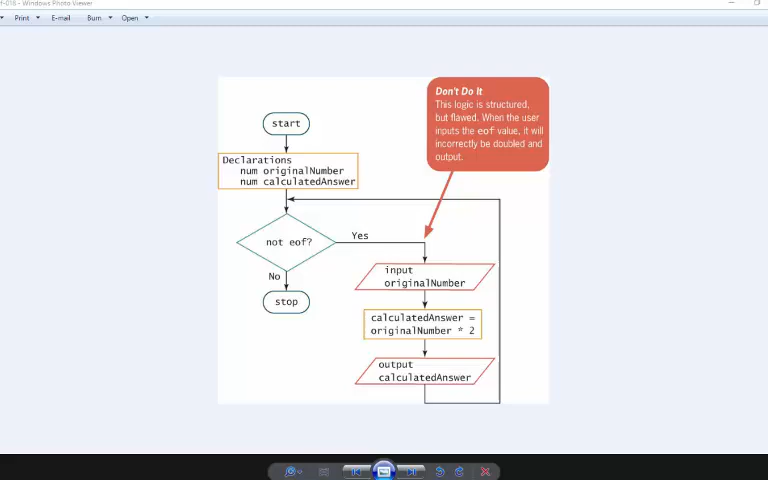 f-018 - Windows Photo Viewer
Print E-mail Burn Open
Don't Do It
This logic is structured,
but flawed. When the user
inputs the eof value, it will
incorrectly be doubled and
output.
start
Declarations
num originalNumber
num calculatedAnswer
not eof?
Yes
No
stop
input
originalNumber
calculatedAnswer =
originalNumber * 2
output
calculatedAnswer